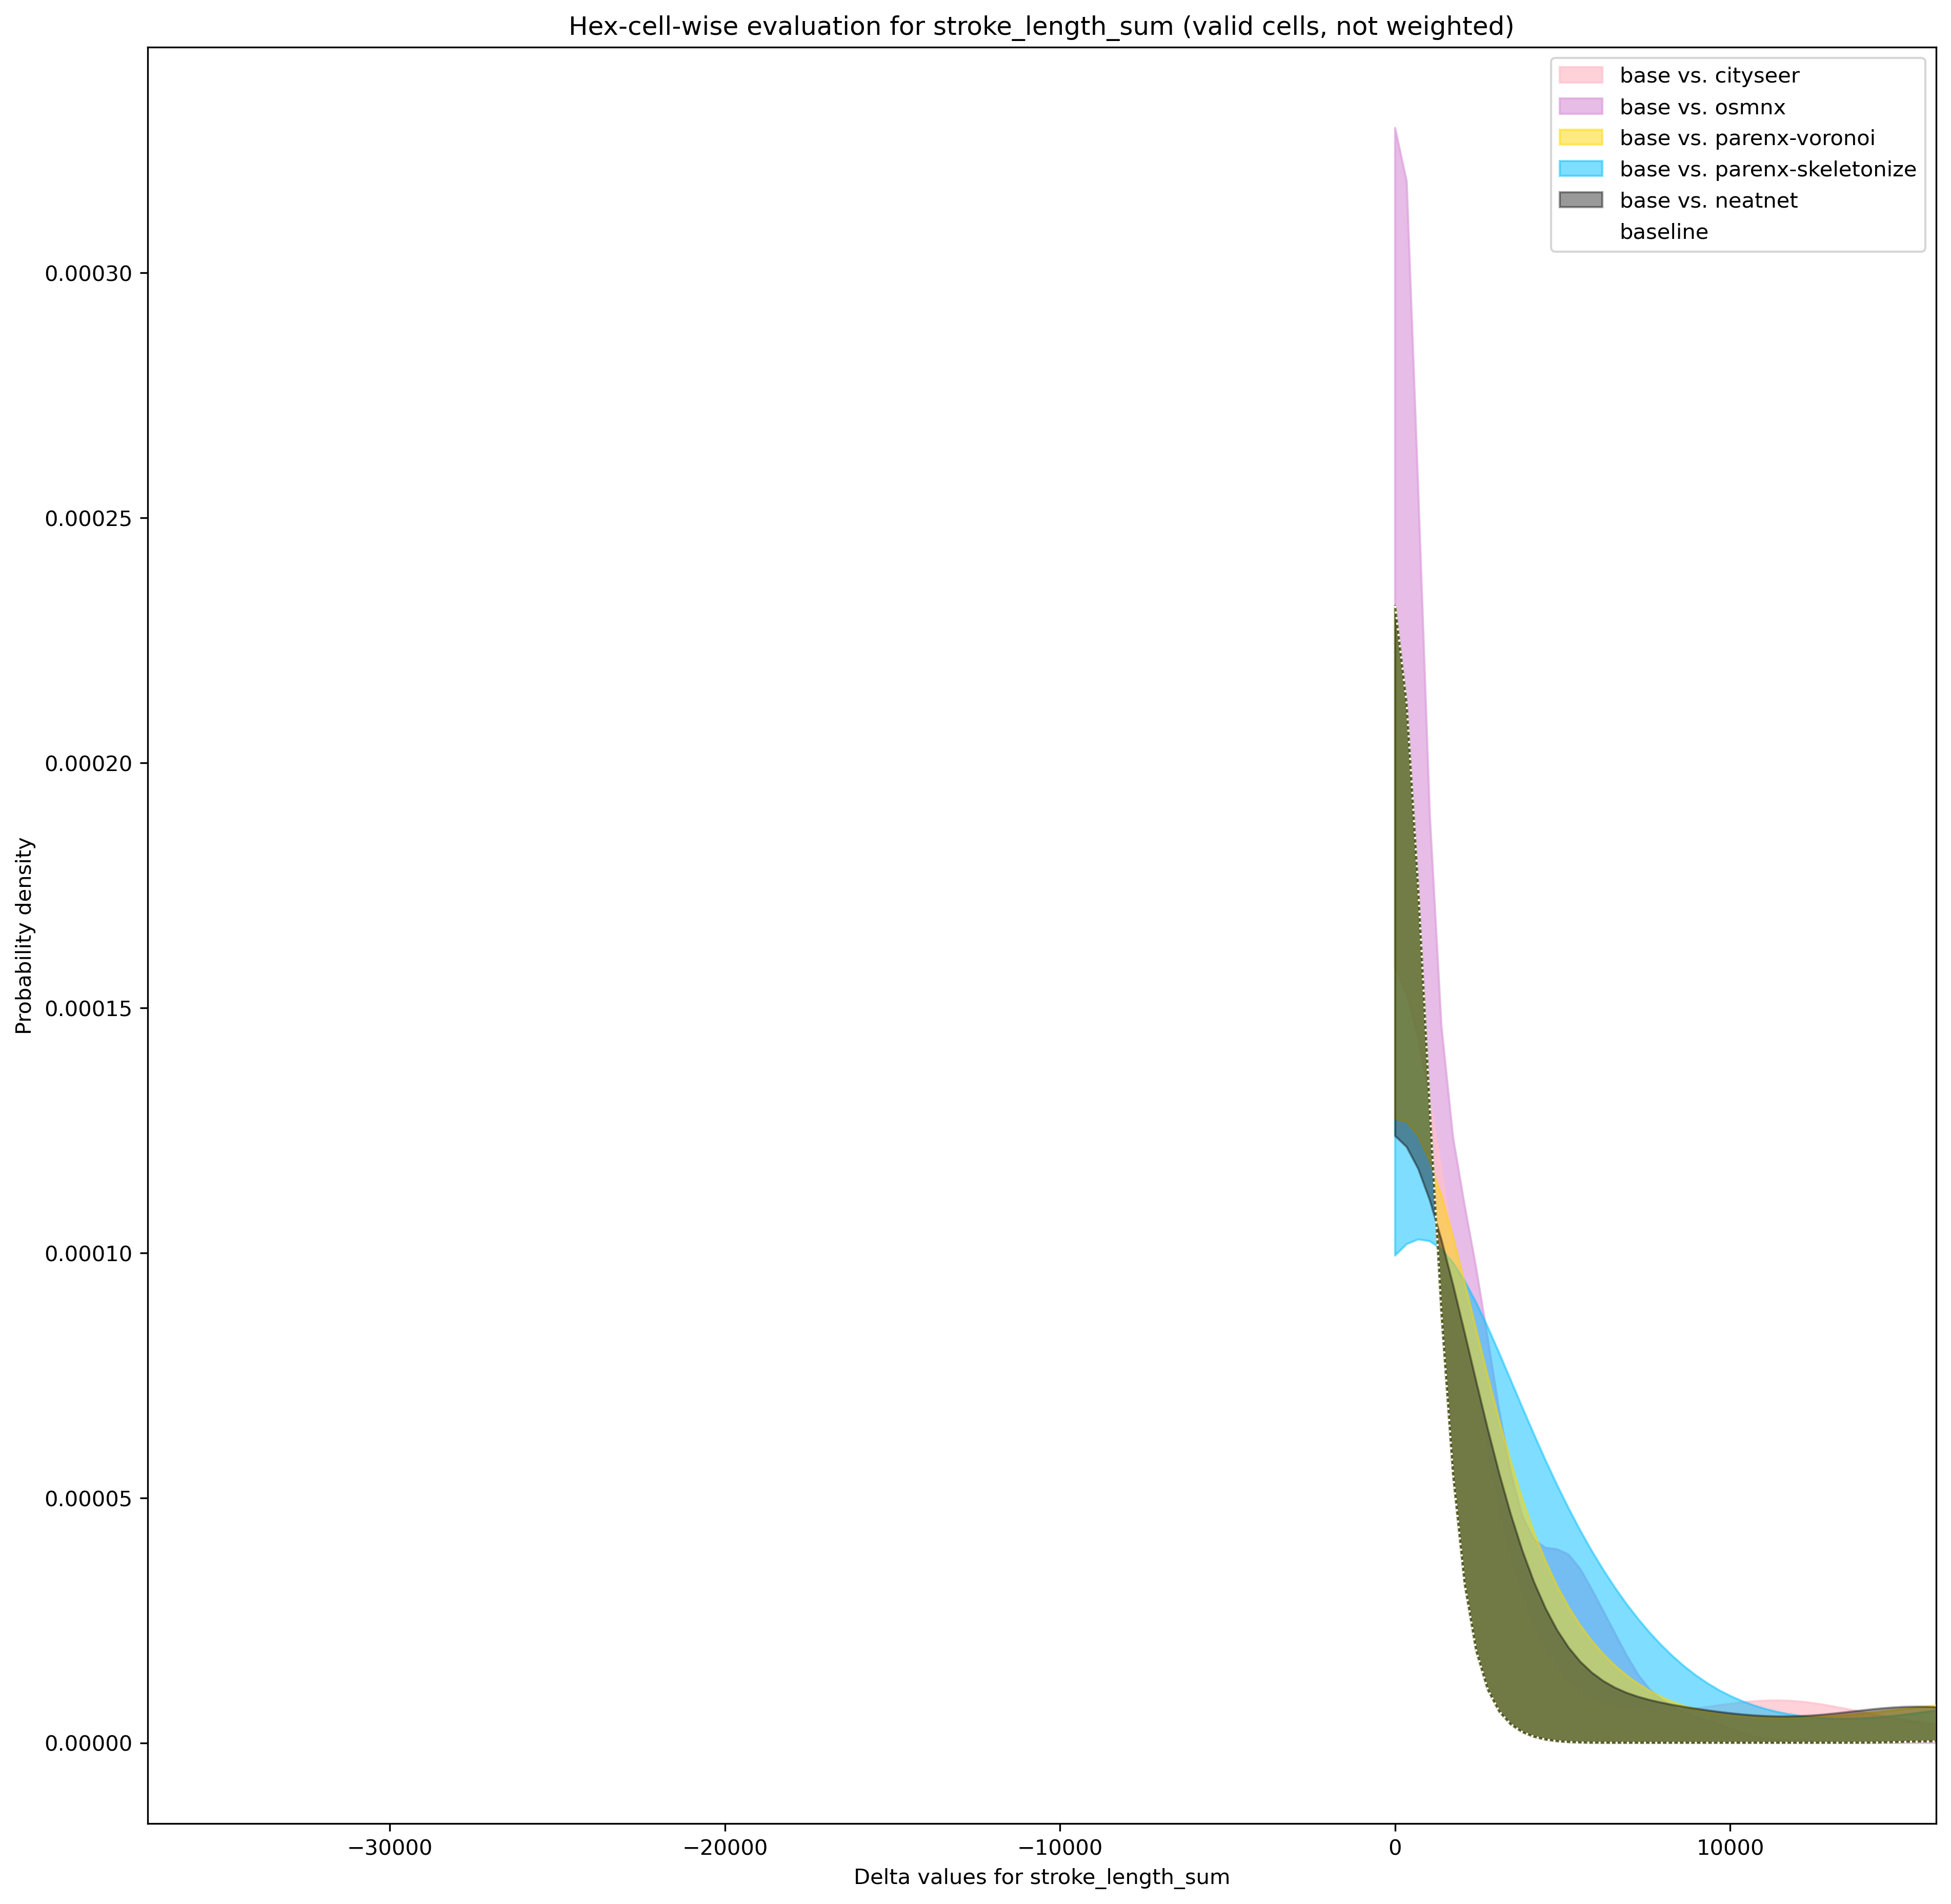 Hex-cell-wise evaluation for stroke_length_sum (valid cells, not weighted)
base vs. cityseer
base vs. osmnx
base vs. parenx-voronoi
base vs. parenx-skeletonize
base vs. neatnet
baseline
Probability density
0.00030
0.00025
0.00020
0.00015
0.00010
0.00005
0.00000
−30000
−20000
−10000
0
10000
Delta values for stroke_length_sum